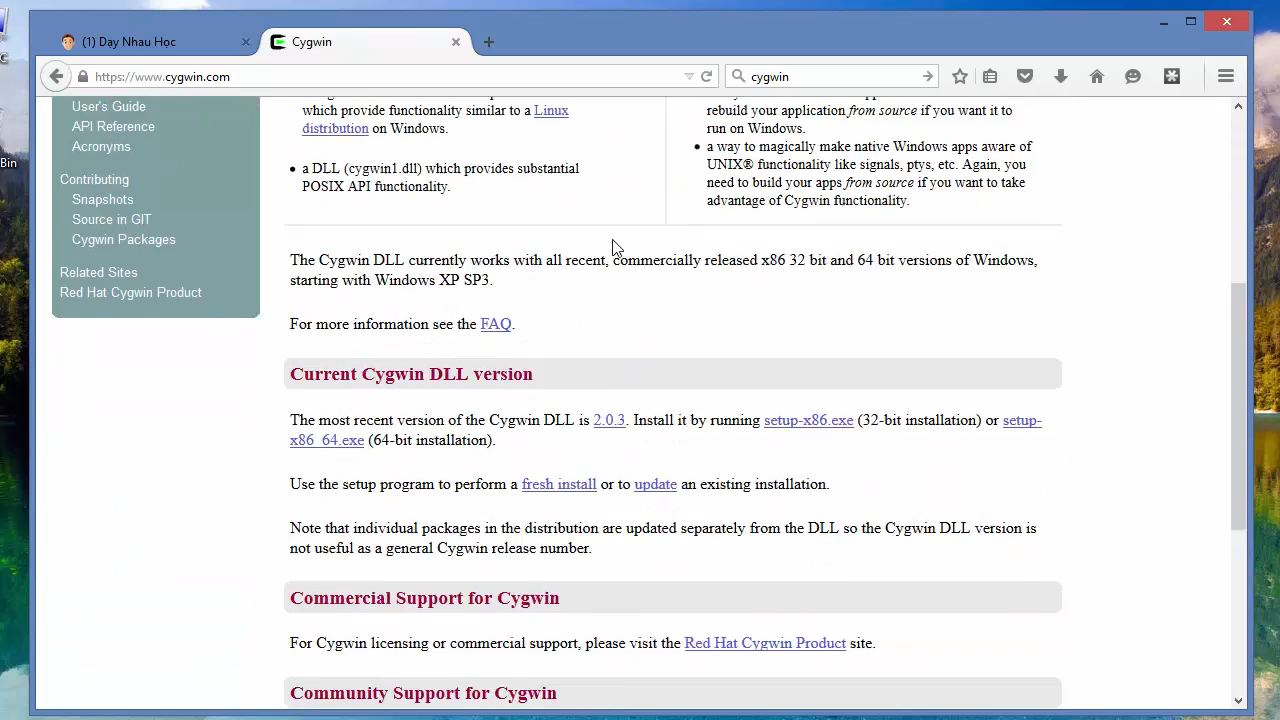 (1) Dạy Nhau Học
Cygwin
https://www.cygwin.com
cygwin
C
Bin
User's Guide
API Reference
Acronyms
Contributing
Snapshots
Source in GIT
Cygwin Packages
Related Sites
Red Hat Cygwin Product
which provide functionality similar to a Linux
distribution on Windows.
a DLL (cygwin1.dll) which provides substantial
POSIX API functionality.
rebuild your application from source if you want it to
run on Windows.
a way to magically make native Windows apps aware of
UNIX® functionality like signals, ptys, etc. Again, you
need to build your apps from source if you want to take
advantage of Cygwin functionality.
The Cygwin DLL currently works with all recent, commercially released x86 32 bit and 64 bit versions of Windows,
starting with Windows XP SP3.
For more information see the FAQ.
Current Cygwin DLL version
The most recent version of the Cygwin DLL is 2.0.3. Install it by running setup-x86.exe (32-bit installation) or setup-
x86_64.exe (64-bit installation).
Use the setup program to perform a fresh install or to update an existing installation.
Note that individual packages in the distribution are updated separately from the DLL so the Cygwin DLL version is
not useful as a general Cygwin release number.
Commercial Support for Cygwin
For Cygwin licensing or commercial support, please visit the Red Hat Cygwin Product site.
Community Support for Cygwin